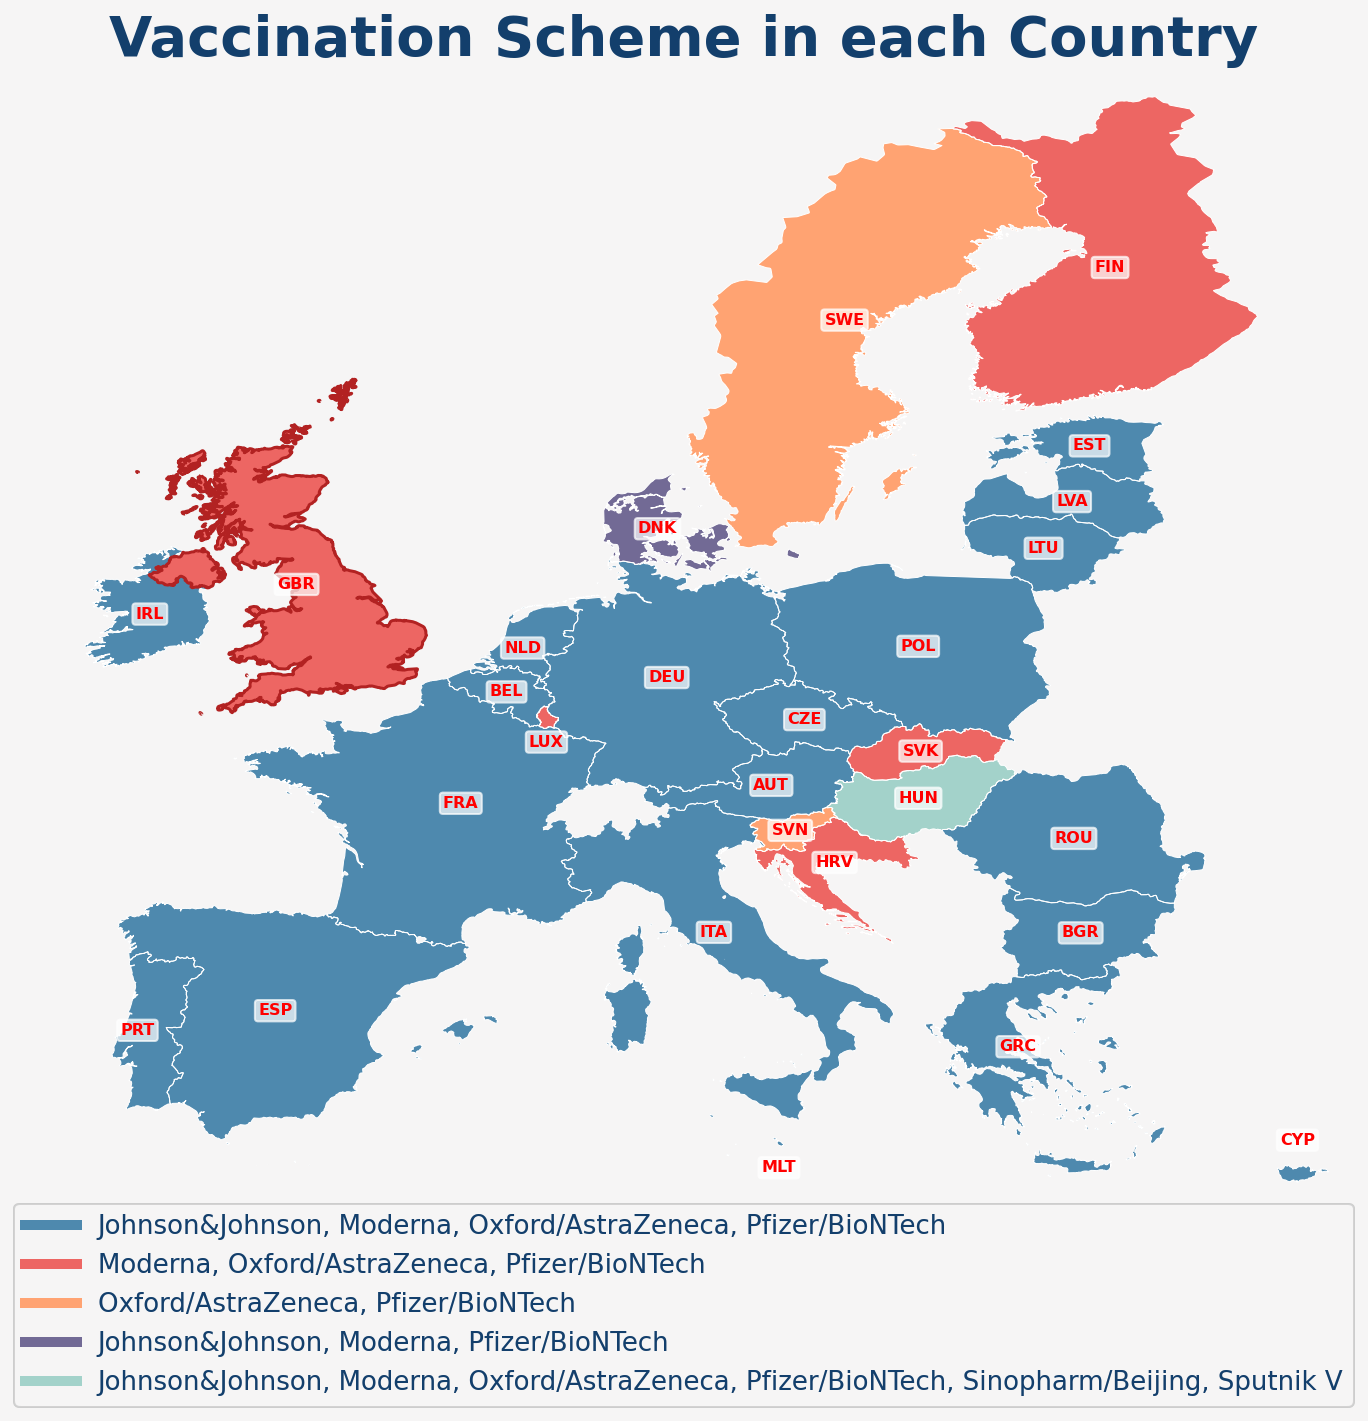 Vaccination Scheme in each Country
FIN
SWE
EST
LVA
DNK
LTU
GBR
IRL
NLD
POL
DEU
BEL
CZE
LUX
SVK
AUT
HUN
FRA
SVN
ROU
HRV
ITA
BGR
ESP
PRT
GRC
CYP
MLT
Johnson&Johnson, Moderna, Oxford/AstraZeneca, Pfizer/BioNTech
Moderna, Oxford/AstraZeneca, Pfizer/BioNTech
Oxford/AstraZeneca, Pfizer/BioNTech
Johnson&Johnson, Moderna, Pfizer/BioNTech
Johnson&Johnson, Moderna, Oxford/AstraZeneca, Pfizer/BioNTech, Sinopharm/Beijing, Sputnik V